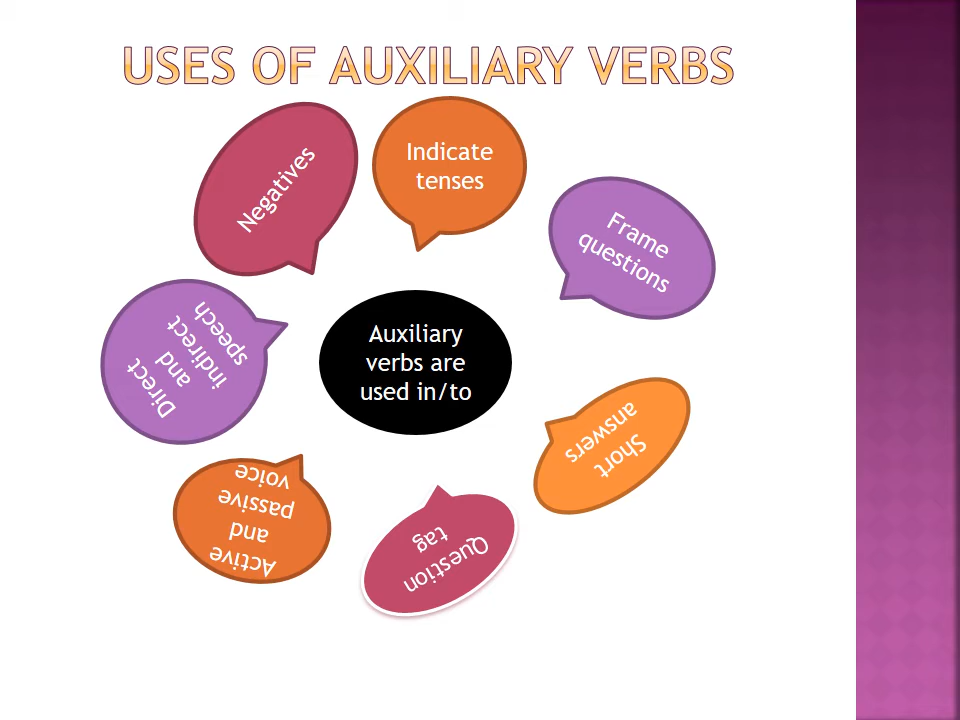 USES OF AUXILIARY VERBS
Indicate
tenses
Frame
questions
Short
answers
Question
tag
Active
and
passive
voice
Direct
and
indirect
speech
Negatives
Auxiliary
verbs are
used in/to